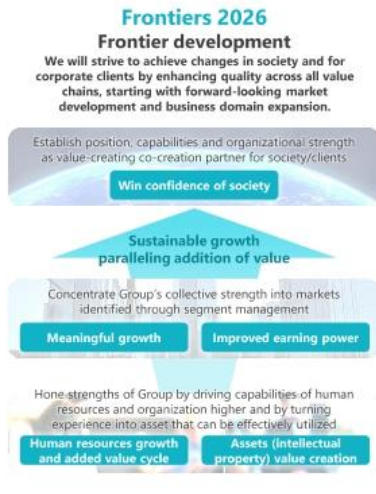 Frontiers 2026
Frontier development
We will strive to achieve changes in society and for
corporate clients by enhancing quality across all value
chains, starting with forward-looking market
development and business domain expansion.
Establish position, capabilities and organizational strength
as value-creating co-creation partner for society/clients
Win confidence of society
Sustainable growth
paralleling addition of value
Concentrate Group's collective strength into markets
identified through segment management
Meaningful growth
Improved earning power
Hone strengths of Group by driving capabilities of human
resources and organization higher and by turning
experience into asset that can be effectively utilized
Human resources growth
and added value cycle
Assets (intellectual
property) value creation